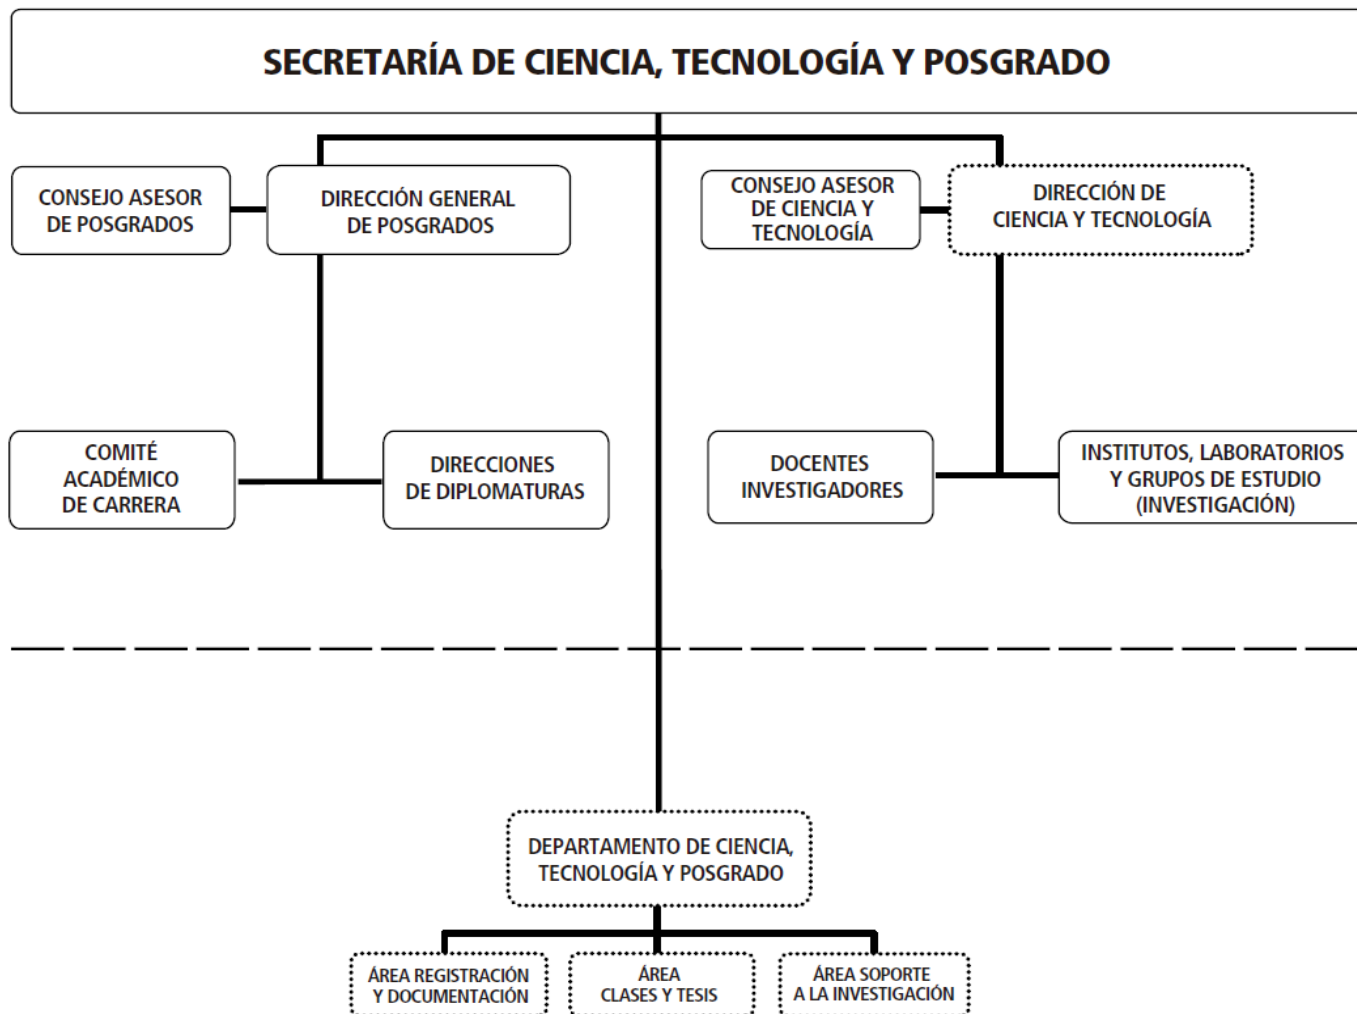 SECRETARÍA DE CIENCIA, TECNOLOGÍA Y POSGRADO
CONSEJO ASESOR
DE POSGRADOS
DIRECCIÓN GENERAL
DE POSGRADOS
CONSEJO ASESOR
DE CIENCIA Y
TECNOLOGÍA
DIRECCIÓN DE
CIENCIA Y TECNOLOGÍA
COMITÉ
ACADÉMICO
DE CARRERA
DIRECCIONES
DE DIPLOMATURAS
DOCENTES
INVESTIGADORES
INSTITUTOS, LABORATORIOS
Y GRUPOS DE ESTUDIO
(INVESTIGACIÓN)
DEPARTAMENTO DE CIENCIA,
TECNOLOGÍA Y POSGRADO
ÁREA REGISTRACIÓN
Y DOCUMENTACIÓN
ÁREA
CLASES Y TESIS
ÁREA SOPORTE
A LA INVESTIGACIÓN